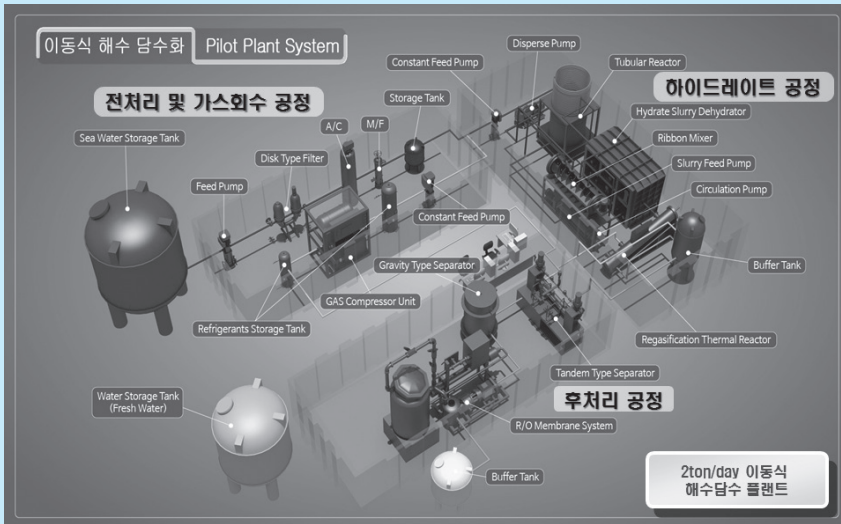 이동식 해수 담수화 Pilot Plant System
전처리 및 가스회수 공정
하이드레이트 공정
Sea Water Storage Tank
Feed Pump
Disk Type Filter
A/C
M/F
Storage Tank
Constant Feed Pump
Disperse Pump
Tubular Reactor
Hydrate Slurry Dehydrator
Ribbon Mixer
Slurry Feed Pump
Circulation Pump
Constant Feed Pump
Gravity Type Separator
Buffer Tank
GAS Compressor Unit
Refrigerants Storage Tank
Regasification Thermal Reactor
Tandem Type Separator
후처리 공정
Water Storage Tank
(Fresh Water)
R/O Membrane System
Buffer Tank
2ton/day 이동식
해수담수 플랜트